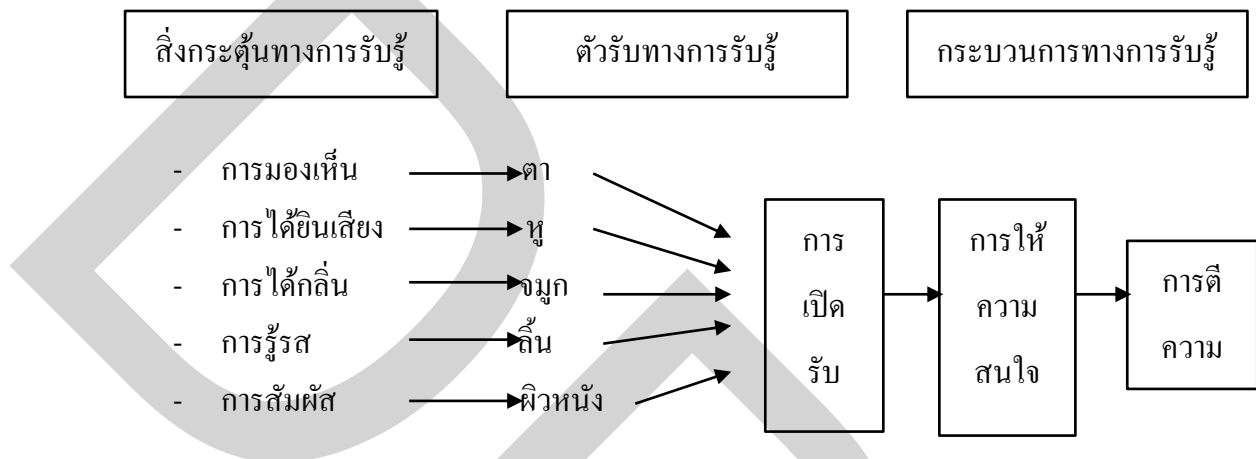 สิ่งกระตุ้นทางการรับรู้ ตัวรับทางการรับรู้ กระบวนการทางการรับรู้
- การมองเห็น ตา
- การได้ยินเสียง หู
- การได้กลิ่น จมูก
- การรู้รส ลิ้น
- การสัมผัส ผิวหนัง
การ
เปิด
รับ
การให้
ความ
สนใจ
การตี
ความ